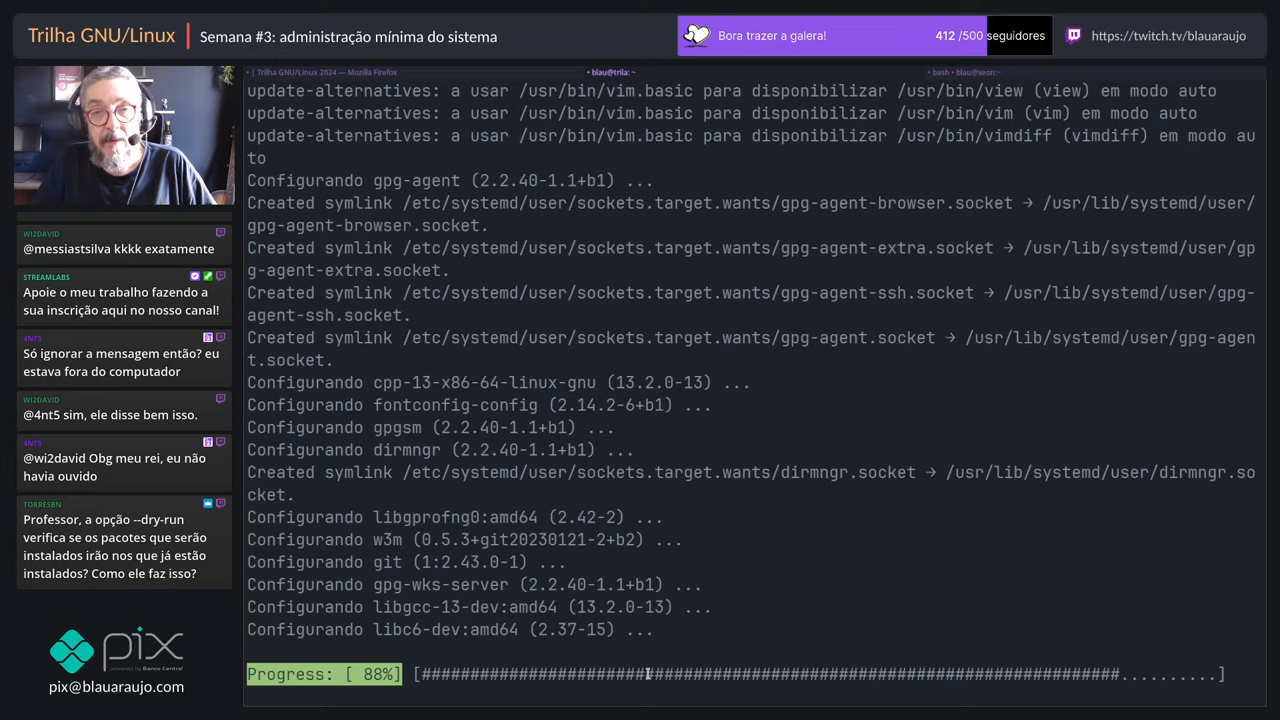 Trilha GNU/Linux
Semana #3: administração mínima do sistema
Bora trazer a galera!
412 /500 seguidores
https://twitch.tv/blauaraujo
• | Trilha GNU/Linux 2024 — Mozilla Firefox
• blau@trila: ~
• bash • blau@xeon:~
WI2DAVID
@messiastsilva kkkk exatamente
STREAMLABS
Apoie o meu trabalho fazendo a
sua inscrição aqui no nosso canal!
4NT5
Só ignorar a mensagem então? eu
estava fora do computador
WI2DAVID
@4nt5 sim, ele disse bem isso.
4NT5
@wi2david Obg meu rei, eu não
havia ouvido
TORRESBN
Professor, a opção --dry-run
verifica se os pacotes que serão
instalados irão nos que já estão
instalados? Como ele faz isso?
pix
powered by Banco Central
pix@blauaraujo.com
update-alternatives: a usar /usr/bin/vim.basic para disponibilizar /usr/bin/view (view) em modo auto
update-alternatives: a usar /usr/bin/vim.basic para disponibilizar /usr/bin/vim (vim) em modo auto
update-alternatives: a usar /usr/bin/vim.basic para disponibilizar /usr/bin/vimdiff (vimdiff) em modo au
to
Configurando gpg-agent (2.2.40-1.1+b1) ...
Created symlink /etc/systemd/user/sockets.target.wants/gpg-agent-browser.socket → /usr/lib/systemd/user/
gpg-agent-browser.socket.
Created symlink /etc/systemd/user/sockets.target.wants/gpg-agent-extra.socket → /usr/lib/systemd/user/gp
g-agent-extra.socket.
Created symlink /etc/systemd/user/sockets.target.wants/gpg-agent-ssh.socket → /usr/lib/systemd/user/gpg-
agent-ssh.socket.
Created symlink /etc/systemd/user/sockets.target.wants/gpg-agent.socket → /usr/lib/systemd/user/gpg-agen
t.socket.
Configurando cpp-13-x86-64-linux-gnu (13.2.0-13) ...
Configurando fontconfig-config (2.14.2-6+b1) ...
Configurando gpgsm (2.2.40-1.1+b1) ...
Configurando dirmngr (2.2.40-1.1+b1) ...
Created symlink /etc/systemd/user/sockets.target.wants/dirmngr.socket → /usr/lib/systemd/user/dirmngr.so
cket.
Configurando libgprofng0:amd64 (2.42-2) ...
Configurando w3m (0.5.3+git20230121-2+b2) ...
Configurando git (1:2.43.0-1) ...
Configurando gpg-wks-server (2.2.40-1.1+b1) ...
Configurando libgcc-13-dev:amd64 (13.2.0-13) ...
Configurando libc6-dev:amd64 (2.37-15) ...
Progress: [ 88%] [########################################################################..........]